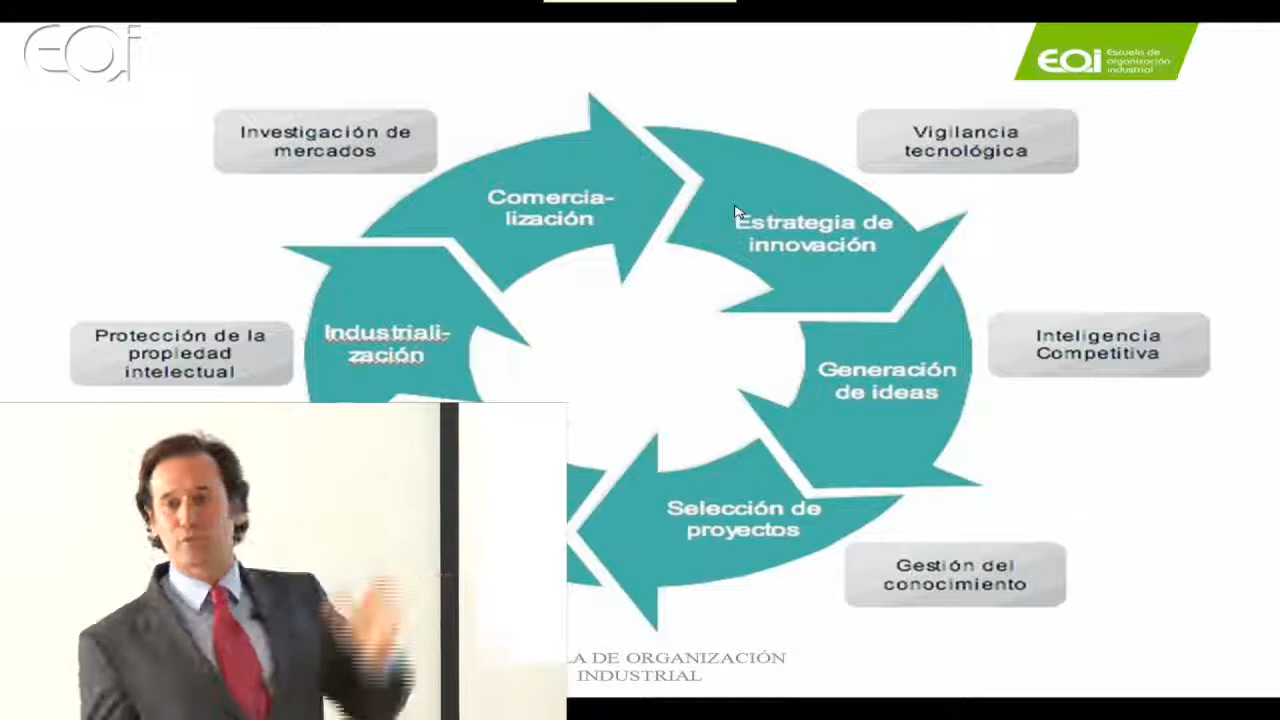 EOi
EOi
Escuela de
organización
industrial
Investigación de
mercados
Vigilancia
tecnológica
Comercia-
lización
Estrategia de
innovación
Protección de la
propiedad
intelectual
Industriali-
zación
Inteligencia
Competitiva
Generación
de ideas
Selección de
proyectos
Gestión del
conocimiento
LA DE ORGANIZACIÓN
INDUSTRIAL